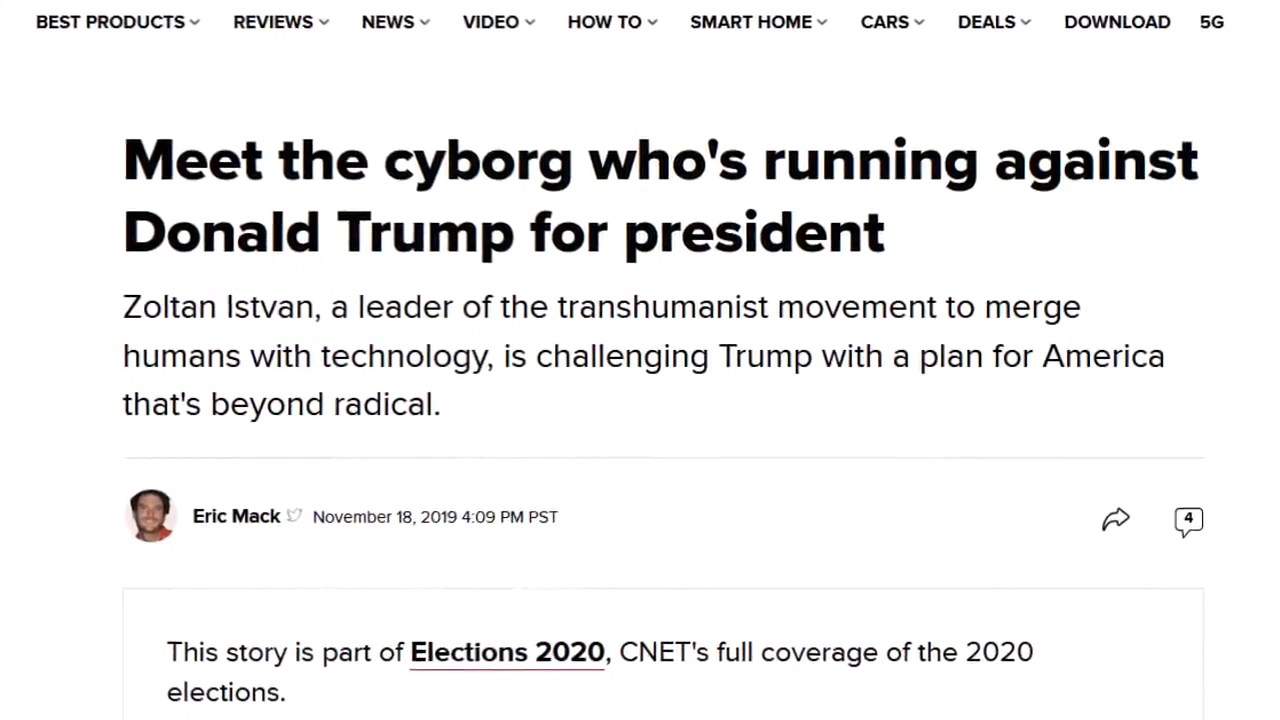 BEST PRODUCTS REVIEWS NEWS VIDEO HOW TO SMART HOME CARS DEALS DOWNLOAD 5G
Meet the cyborg who's running against
Donald Trump for president
Zoltan Istvan, a leader of the transhumanist movement to merge
humans with technology, is challenging Trump with a plan for America
that's beyond radical.
Eric Mack November 18, 2019 4:09 PM PST 4
This story is part of Elections 2020, CNET's full coverage of the 2020
elections.